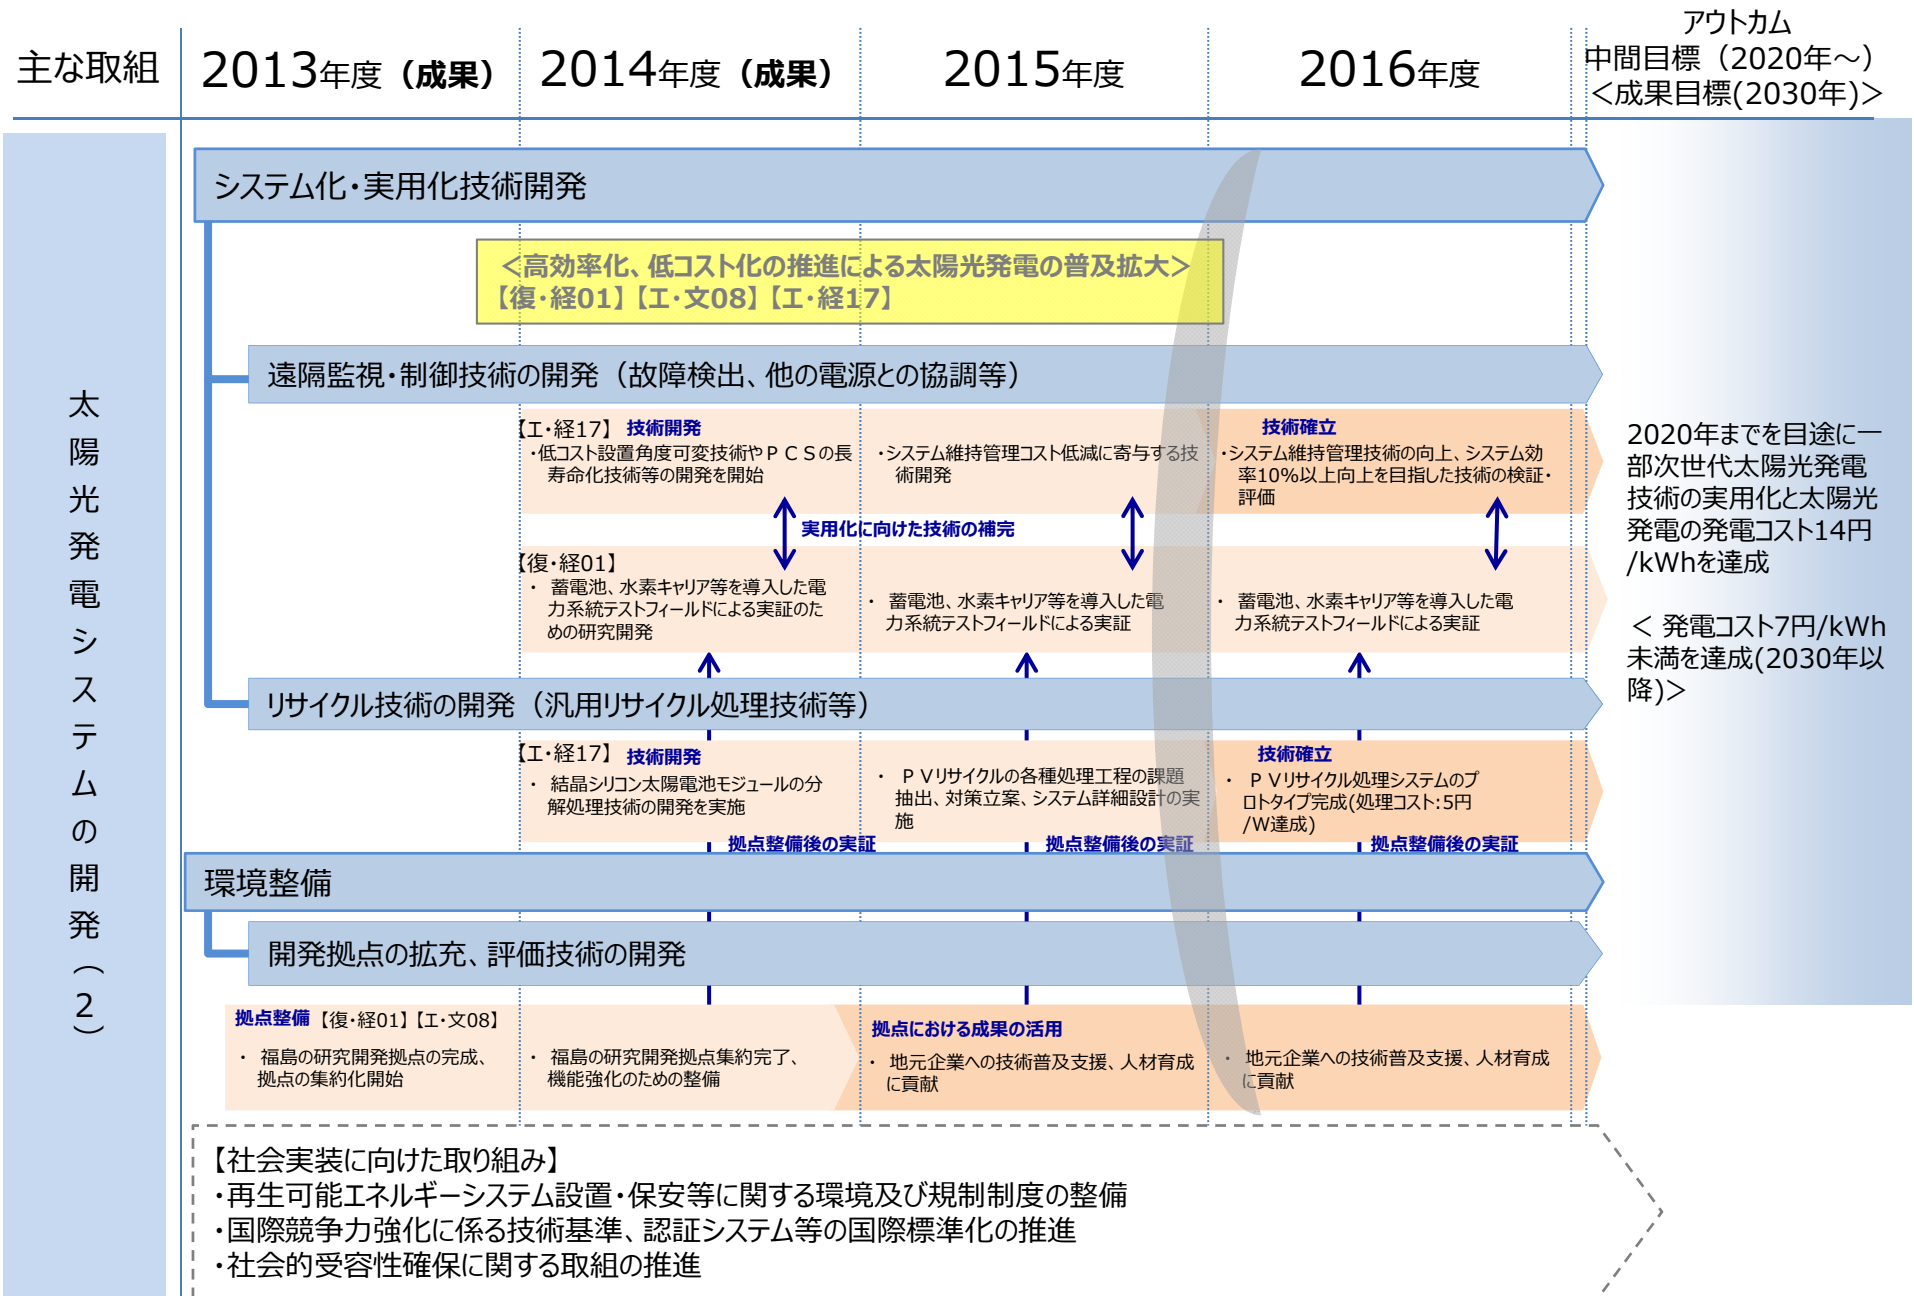 主な取組
2013年度（成果）
2014年度（成果）
2015年度
2016年度
アウトカム
中間目標（2020年～）
＜成果目標(2030年)＞
太陽光発電システムの開発（2）
システム化・実用化技術開発
＜高効率化、低コスト化の推進による太陽光発電の普及拡大＞
【復・経01】【エ・文08】【エ・経17】
遠隔監視・制御技術の開発（故障検出、他の電源との協調等）
【エ・経17】 技術開発
・低コスト設置角度可変技術やＰＣＳの長
寿命化技術等の開発を開始
・システム維持管理コスト低減に寄与する技
術開発
技術確立
・システム維持管理技術の向上、システム効
率10%以上向上を目指した技術の検証・
評価
実用化に向けた技術の補完
【復・経01】
・ 蓄電池、水素キャリア等を導入した電
力系統テストフィールドによる実証のた
めの研究開発
・ 蓄電池、水素キャリア等を導入した電
力系統テストフィールドによる実証
・ 蓄電池、水素キャリア等を導入した電
力系統テストフィールドによる実証
リサイクル技術の開発（汎用リサイクル処理技術等）
【エ・経17】 技術開発
・ 結晶シリコン太陽電池モジュールの分
解処理技術の開発を実施
・ ＰＶリサイクルの各種処理工程の課題
抽出、対策立案、システム詳細設計の実
施
技術確立
・ ＰＶリサイクル処理システムのプ
ロトタイプ完成(処理コスト:5円
/W達成)
拠点整備後の実証
拠点整備後の実証
拠点整備後の実証
環境整備
開発拠点の拡充、評価技術の開発
拠点整備 【復・経01】【エ・文08】
・ 福島の研究開発拠点の完成、
拠点の集約化開始
・ 福島の研究開発拠点集約完了、
機能強化のための整備
拠点における成果の活用
・ 地元企業への技術普及支援、人材育成
に貢献
・ 地元企業への技術普及支援、人材育成
に貢献
2020年までを目途に一
部次世代太陽光発電
技術の実用化と太陽光
発電の発電コスト14円
/kWhを達成
＜ 発電コスト7円/kWh
未満を達成(2030年以
降)＞
【社会実装に向けた取り組み】
・再生可能エネルギーシステム設置・保安等に関する環境及び規制制度の整備
・国際競争力強化に係る技術基準、認証システム等の国際標準化の推進
・社会的受容性確保に関する取組の推進